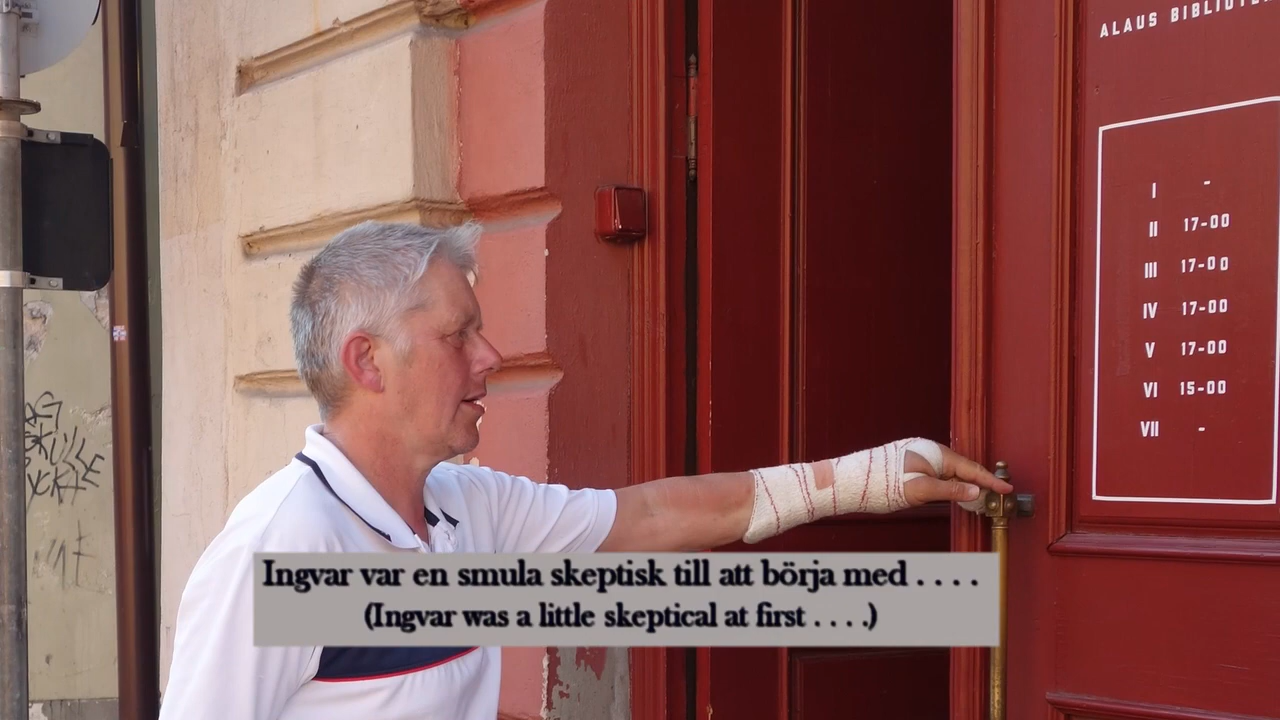 ALAUS
I -
II 17-00
III 17-00
IV 17-00
V 17-00
VI 15-00
VII -
Ingvar var en smula skeptisk till att börja med . . . .
(Ingvar was a little skeptical at first . . . .)